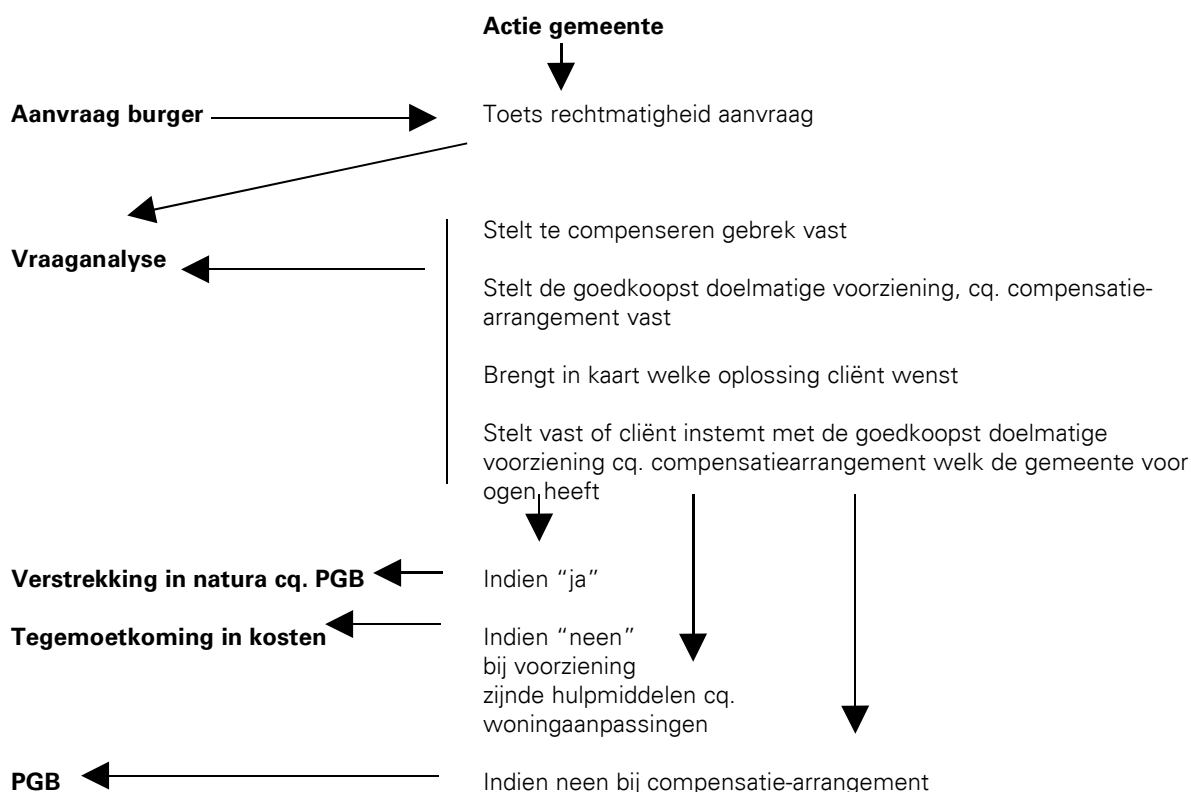 Actie gemeente
Aanvraag burger
Toets rechtmatigheid aanvraag
Vraaganalyse
Stelt te compenseren gebrek vast
Stelt de goedkoopst doelmatige voorziening, cq. compensatie-
arrangement vast
Brengt in kaart welke oplossing cliënt wenst
Stelt vast of cliënt instemt met de goedkoopst doelmatige
voorziening cq. compensatiearrangement welk de gemeente voor
ogen heeft
Verstrekking in natura cq. PGB
Indien “ja”
Tegemoetkoming in kosten
Indien “neen”
bij voorziening
zijnde hulpmiddelen cq.
woningaanpassingen
PGB
Indien neen bij compensatie-arrangement